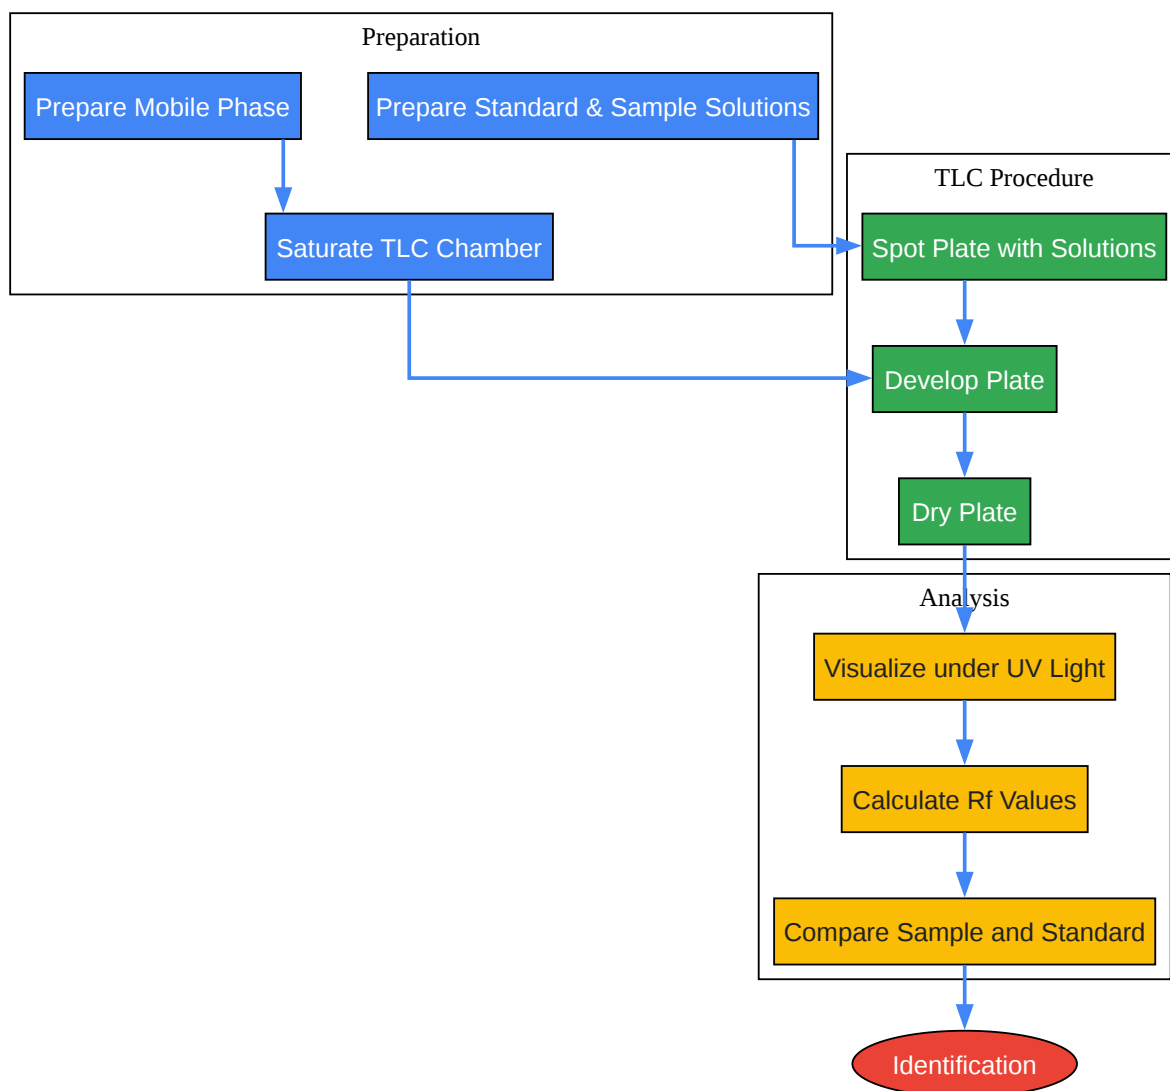 Preparation
Prepare Mobile Phase
Prepare Standard & Sample Solutions
Saturate TLC Chamber
TLC Procedure
Spot Plate with Solutions
Develop Plate
Dry Plate
Analysis
Visualize under UV Light
Calculate Rf Values
Compare Sample and Standard
Identification